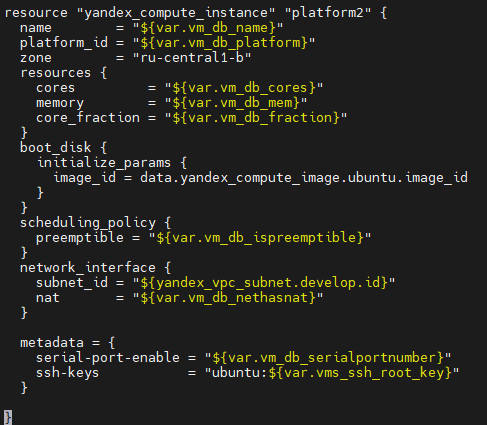 resource "yandex_compute_instance" "platform2" {
  name        = "${var.vm_db_name}"
  platform_id = "${var.vm_db_platform}"
  zone        = "ru-central1-b"
  resources {
    cores         = "${var.vm_db_cores}"
    memory        = "${var.vm_db_mem}"
    core_fraction = "${var.vm_db_fraction}"
  }
  boot_disk {
    initialize_params {
      image_id = data.yandex_compute_image.ubuntu.image_id
    }
  }
  scheduling_policy {
    preemptible = "${var.vm_db_ispreemptible}"
  }
  network_interface {
    subnet_id = "${yandex_vpc_subnet.develop.id}"
    nat       = "${var.vm_db_nethasnat}"
  }

  metadata = {
    serial-port-enable = "${var.vm_db_serialportnumber}"
    ssh-keys           = "ubuntu:${var.vms_ssh_root_key}"
  }

}